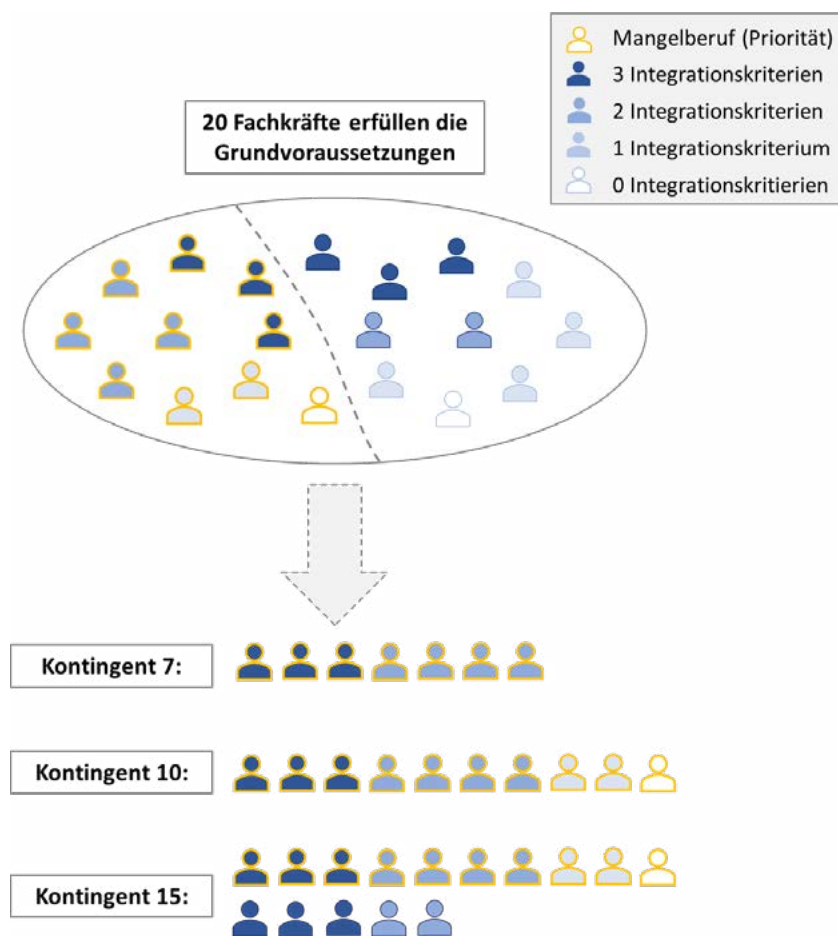 Mangelberuf (Priorität)
3 Integrationskriterien
2 Integrationskriterien
1 Integrationskriterium
0 Integrationskritierien
20 Fachkräfte erfüllen die
Grundvoraussetzungen
Kontingent 7:
Kontingent 10:
Kontingent 15: